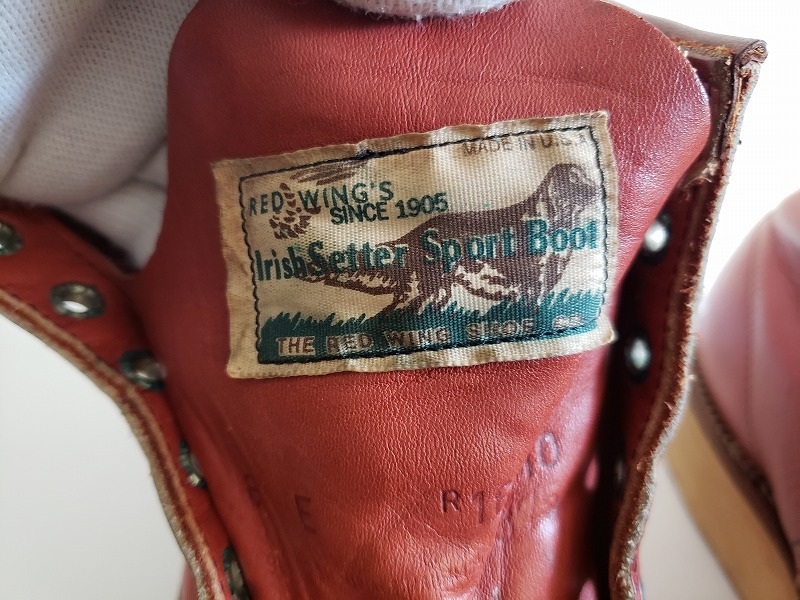 MADE IN U.S.A
RED WING'S
SINCE 1905
Irish Setter Sport Boot
THE RED WING SHOE CO.
E R